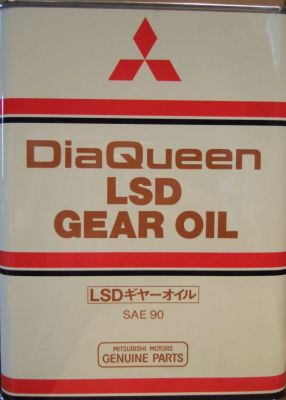 DiaQueen
LSD
GEAR OIL
LSDギヤーオイル
SAE 90
MITSUBISHI MOTORS
GENUINE PARTS